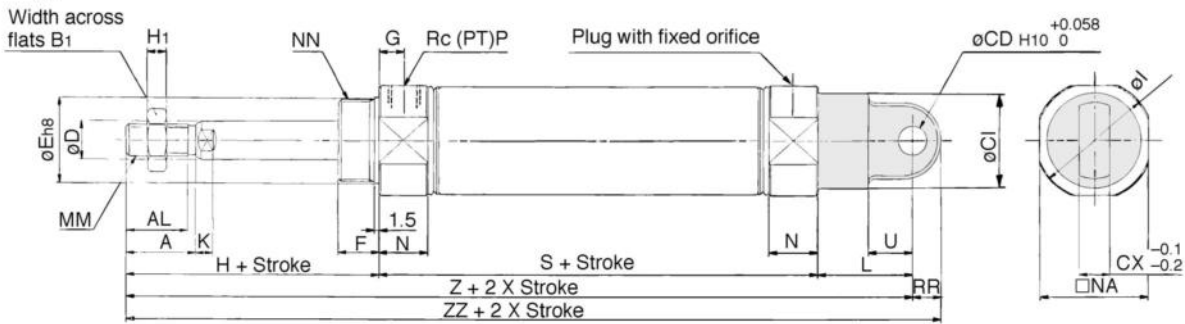 Width across
flats B1
H1
NN
G
Rc (PT)P
Plug with fixed orifice
øCD H10 +0.058
0
øEh8
øD
øCI
øI
MM
AL
A
K
F
1.5
N
N
U
L
H + Stroke
S + Stroke
Z + 2 X Stroke
RR
ZZ + 2 X Stroke
CX -0.1
-0.2
□NA